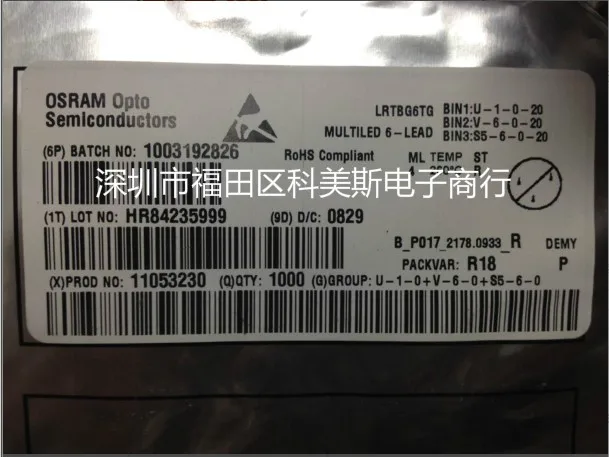 OSRAM Opto
Semiconductors
LRTBG6TG BIN1:U-1-0-20
BIN2:V-6-0-20
MULTILED 6-LEAD BIN3:S5-6-0-20
(6P) BATCH NO: 1003192826
RoHS Compliant ML TEMP ST
深圳市福田区科美斯电子商行
(1T) LOT NO: HR84235999 (9D) D/C: 0829
B_P017_2178.0933_R DEMY
PACKVAR: R18 P
(X)PROD NO: 11053230 (Q)QTY: 1000 (G)GROUP: U-1-0+V-6-0+S5-6-0